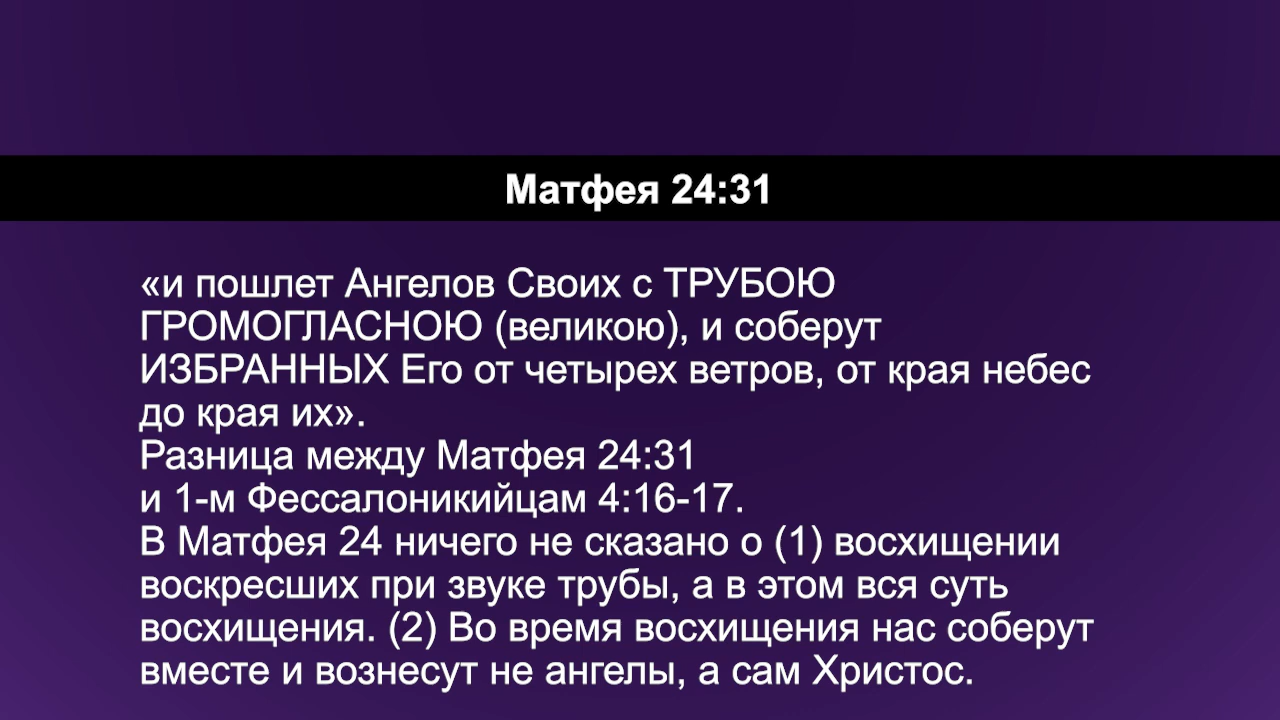 Матфея 24:31
«и пошлет Ангелов Своих с ТРУБОЮ
ГРОМОГЛАСНОЮ (великою), и соберут
ИЗБРАННЫХ Его от четырех ветров, от края небес
до края их».
Разница между Матфея 24:31
и 1-м Фессалоникийцам 4:16-17.
В Матфея 24 ничего не сказано о (1) восхищении
воскресших при звуке трубы, а в этом вся суть
восхищения. (2) Во время восхищения нас соберут
вместе и вознесут не ангелы, а сам Христос.